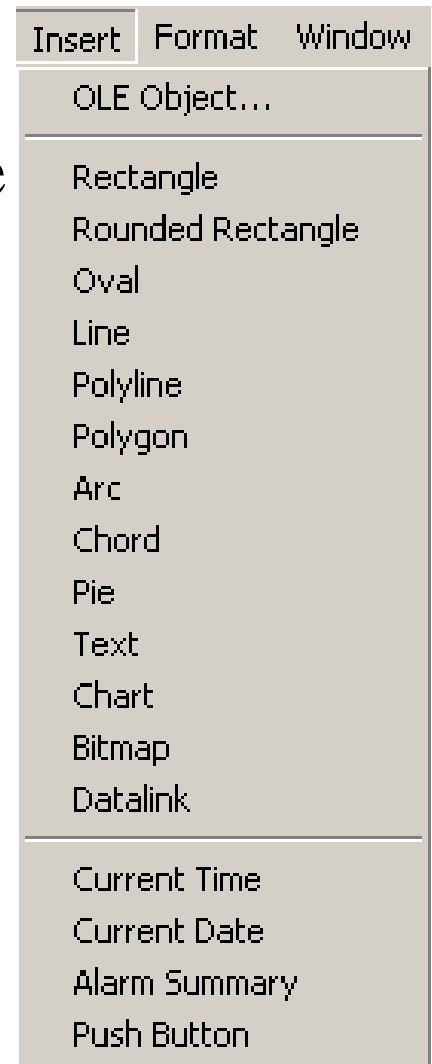 Insert Format Window
OLE Object...
Rectangle
Rounded Rectangle
Oval
Line
Polyline
Polygon
Arc
Chord
Pie
Text
Chart
Bitmap
Datalink
Current Time
Current Date
Alarm Summary
Push Button